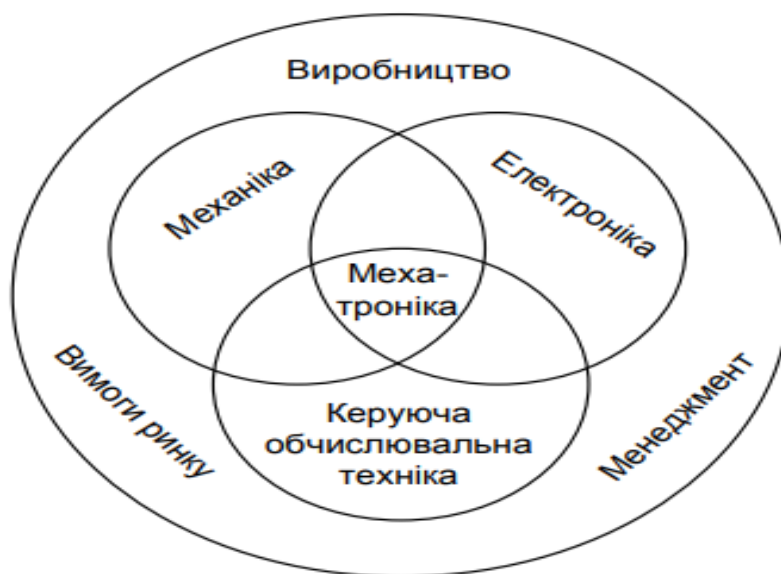 Виробництво
Механіка
Електроніка
Меха-
троніка
Вимоги ринку
Менеджмент
Керуюча
обчислювальна
техніка